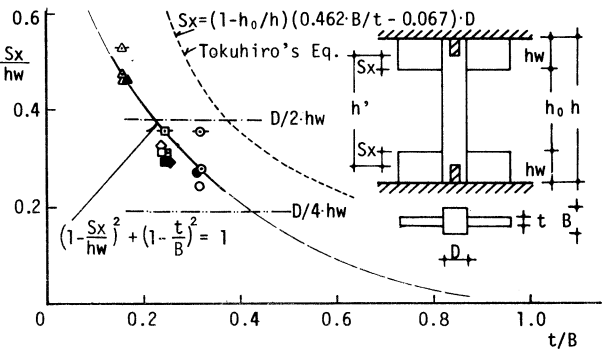 0.6
Sx=(1-h₀/h)(0.462·B/t - 0.067)·D
Tokuhiro's Eq.
Sx
hw
0.4
D/2·hw
0.2
D/4·hw
(1-Sx/hw)² + (1-t/B)² = 1
0
0.2
0.4
0.6
0.8
1.0
t/B
hw
Sx
h'
h₀
h
Sx
hw
t
B
D